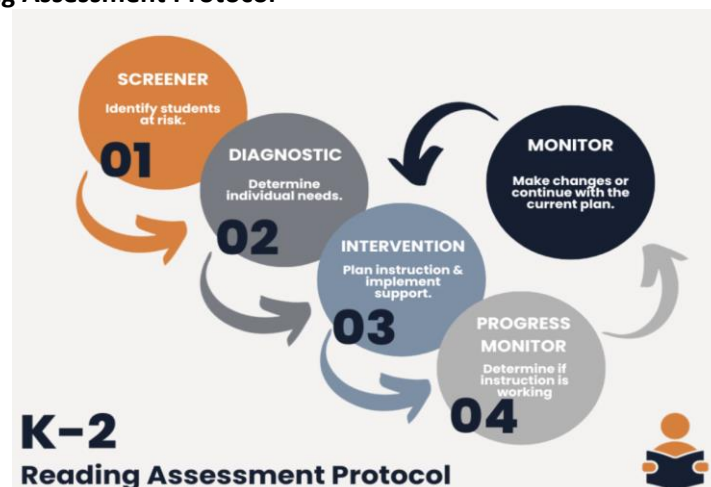 g Assessment Protocol
SCREENER
Identify students
at risk.
01
DIAGNOSTIC
Determine
individual needs.
02
INTERVENTION
Plan instruction &
implement
support.
03
PROGRESS
MONITOR
Determine if
instruction is
working
04
MONITOR
Make changes or
continue with the
current plan.
K-2
Reading Assessment Protocol